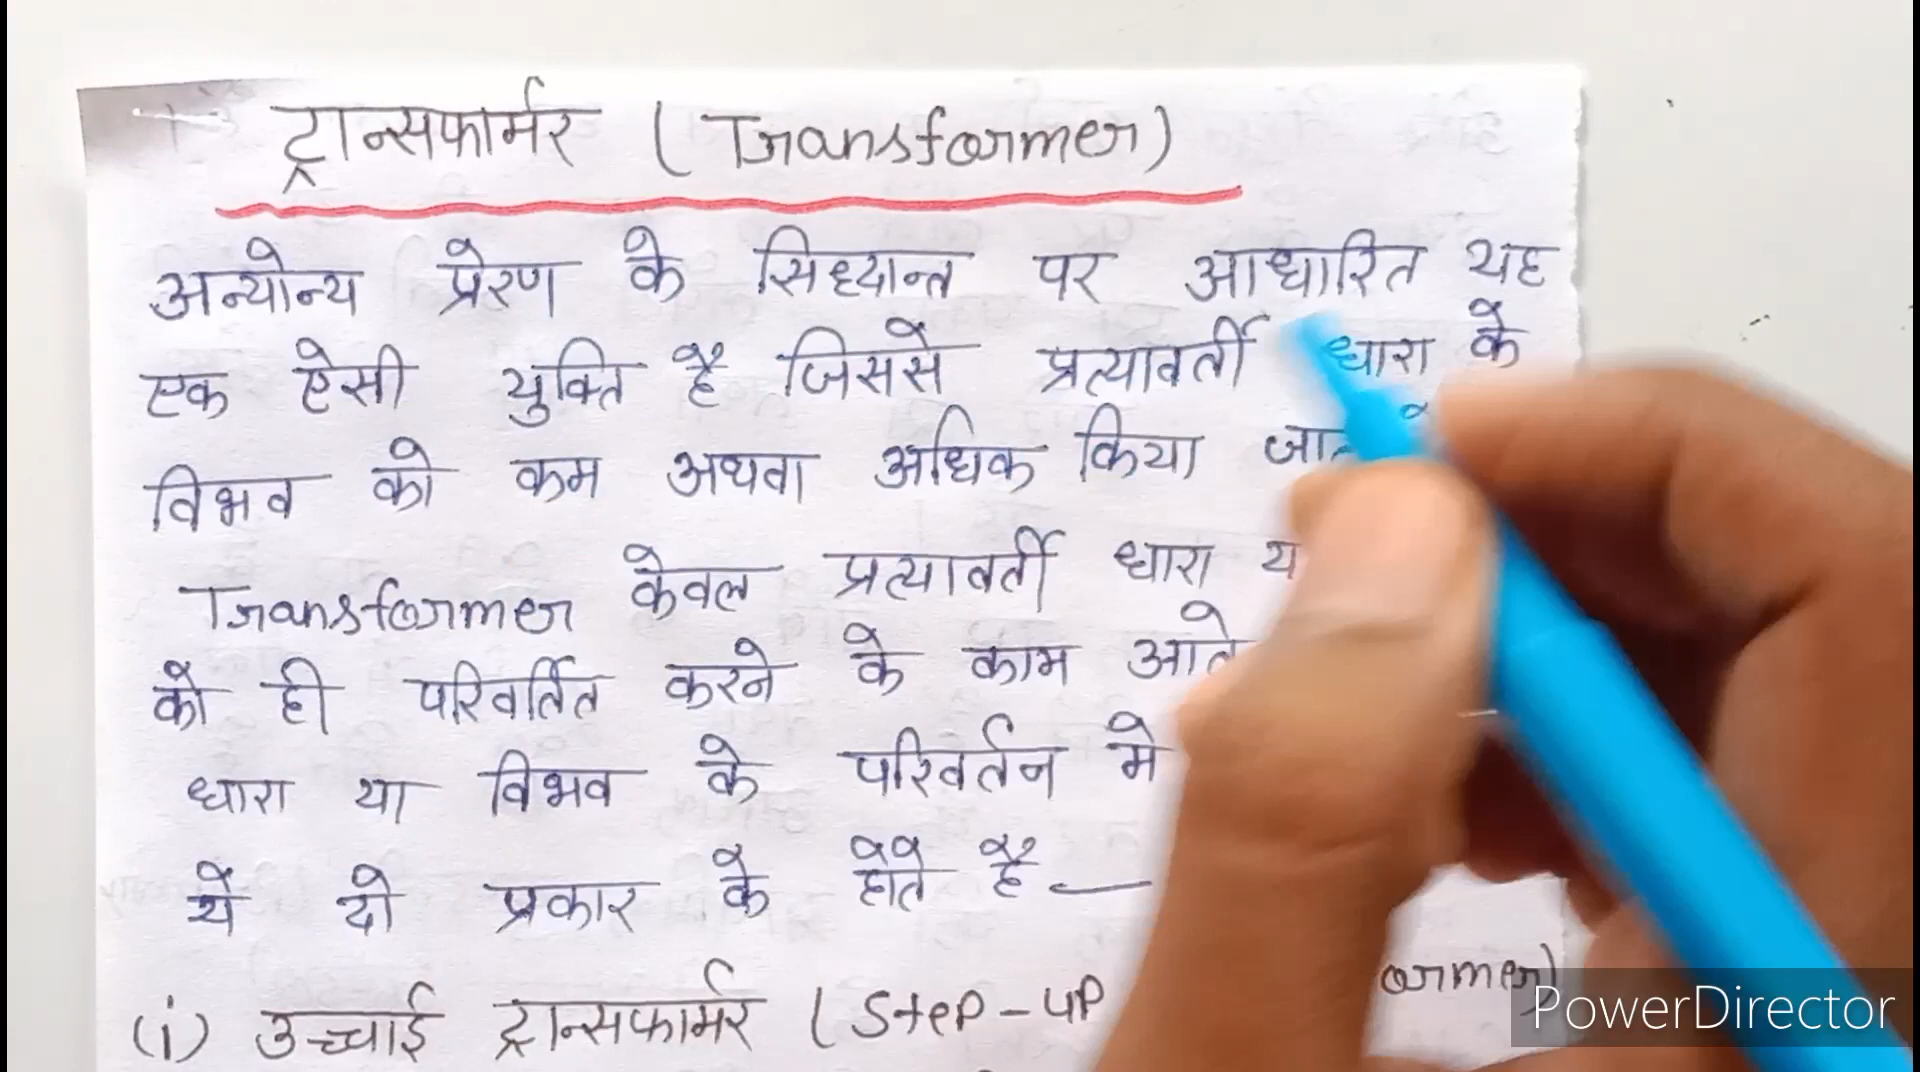 ट्रान्सफार्मर (Transformer)
अन्योन्य प्रेरण के सिध्दान्त पर आधारित यह
एक ऐसी युक्ति है जिससे प्रत्यावर्ती धारा के
विभव को कम अथवा अधिक किया
Transformer केवल प्रत्यावर्ती धारा
को ही परिवर्तित करने के काम
धारा या विभव के परिवर्तन मे
ये दो प्रकार के होते है —
(i) उच्चाई ट्रान्सफार्मर (Step-up
PowerDirector